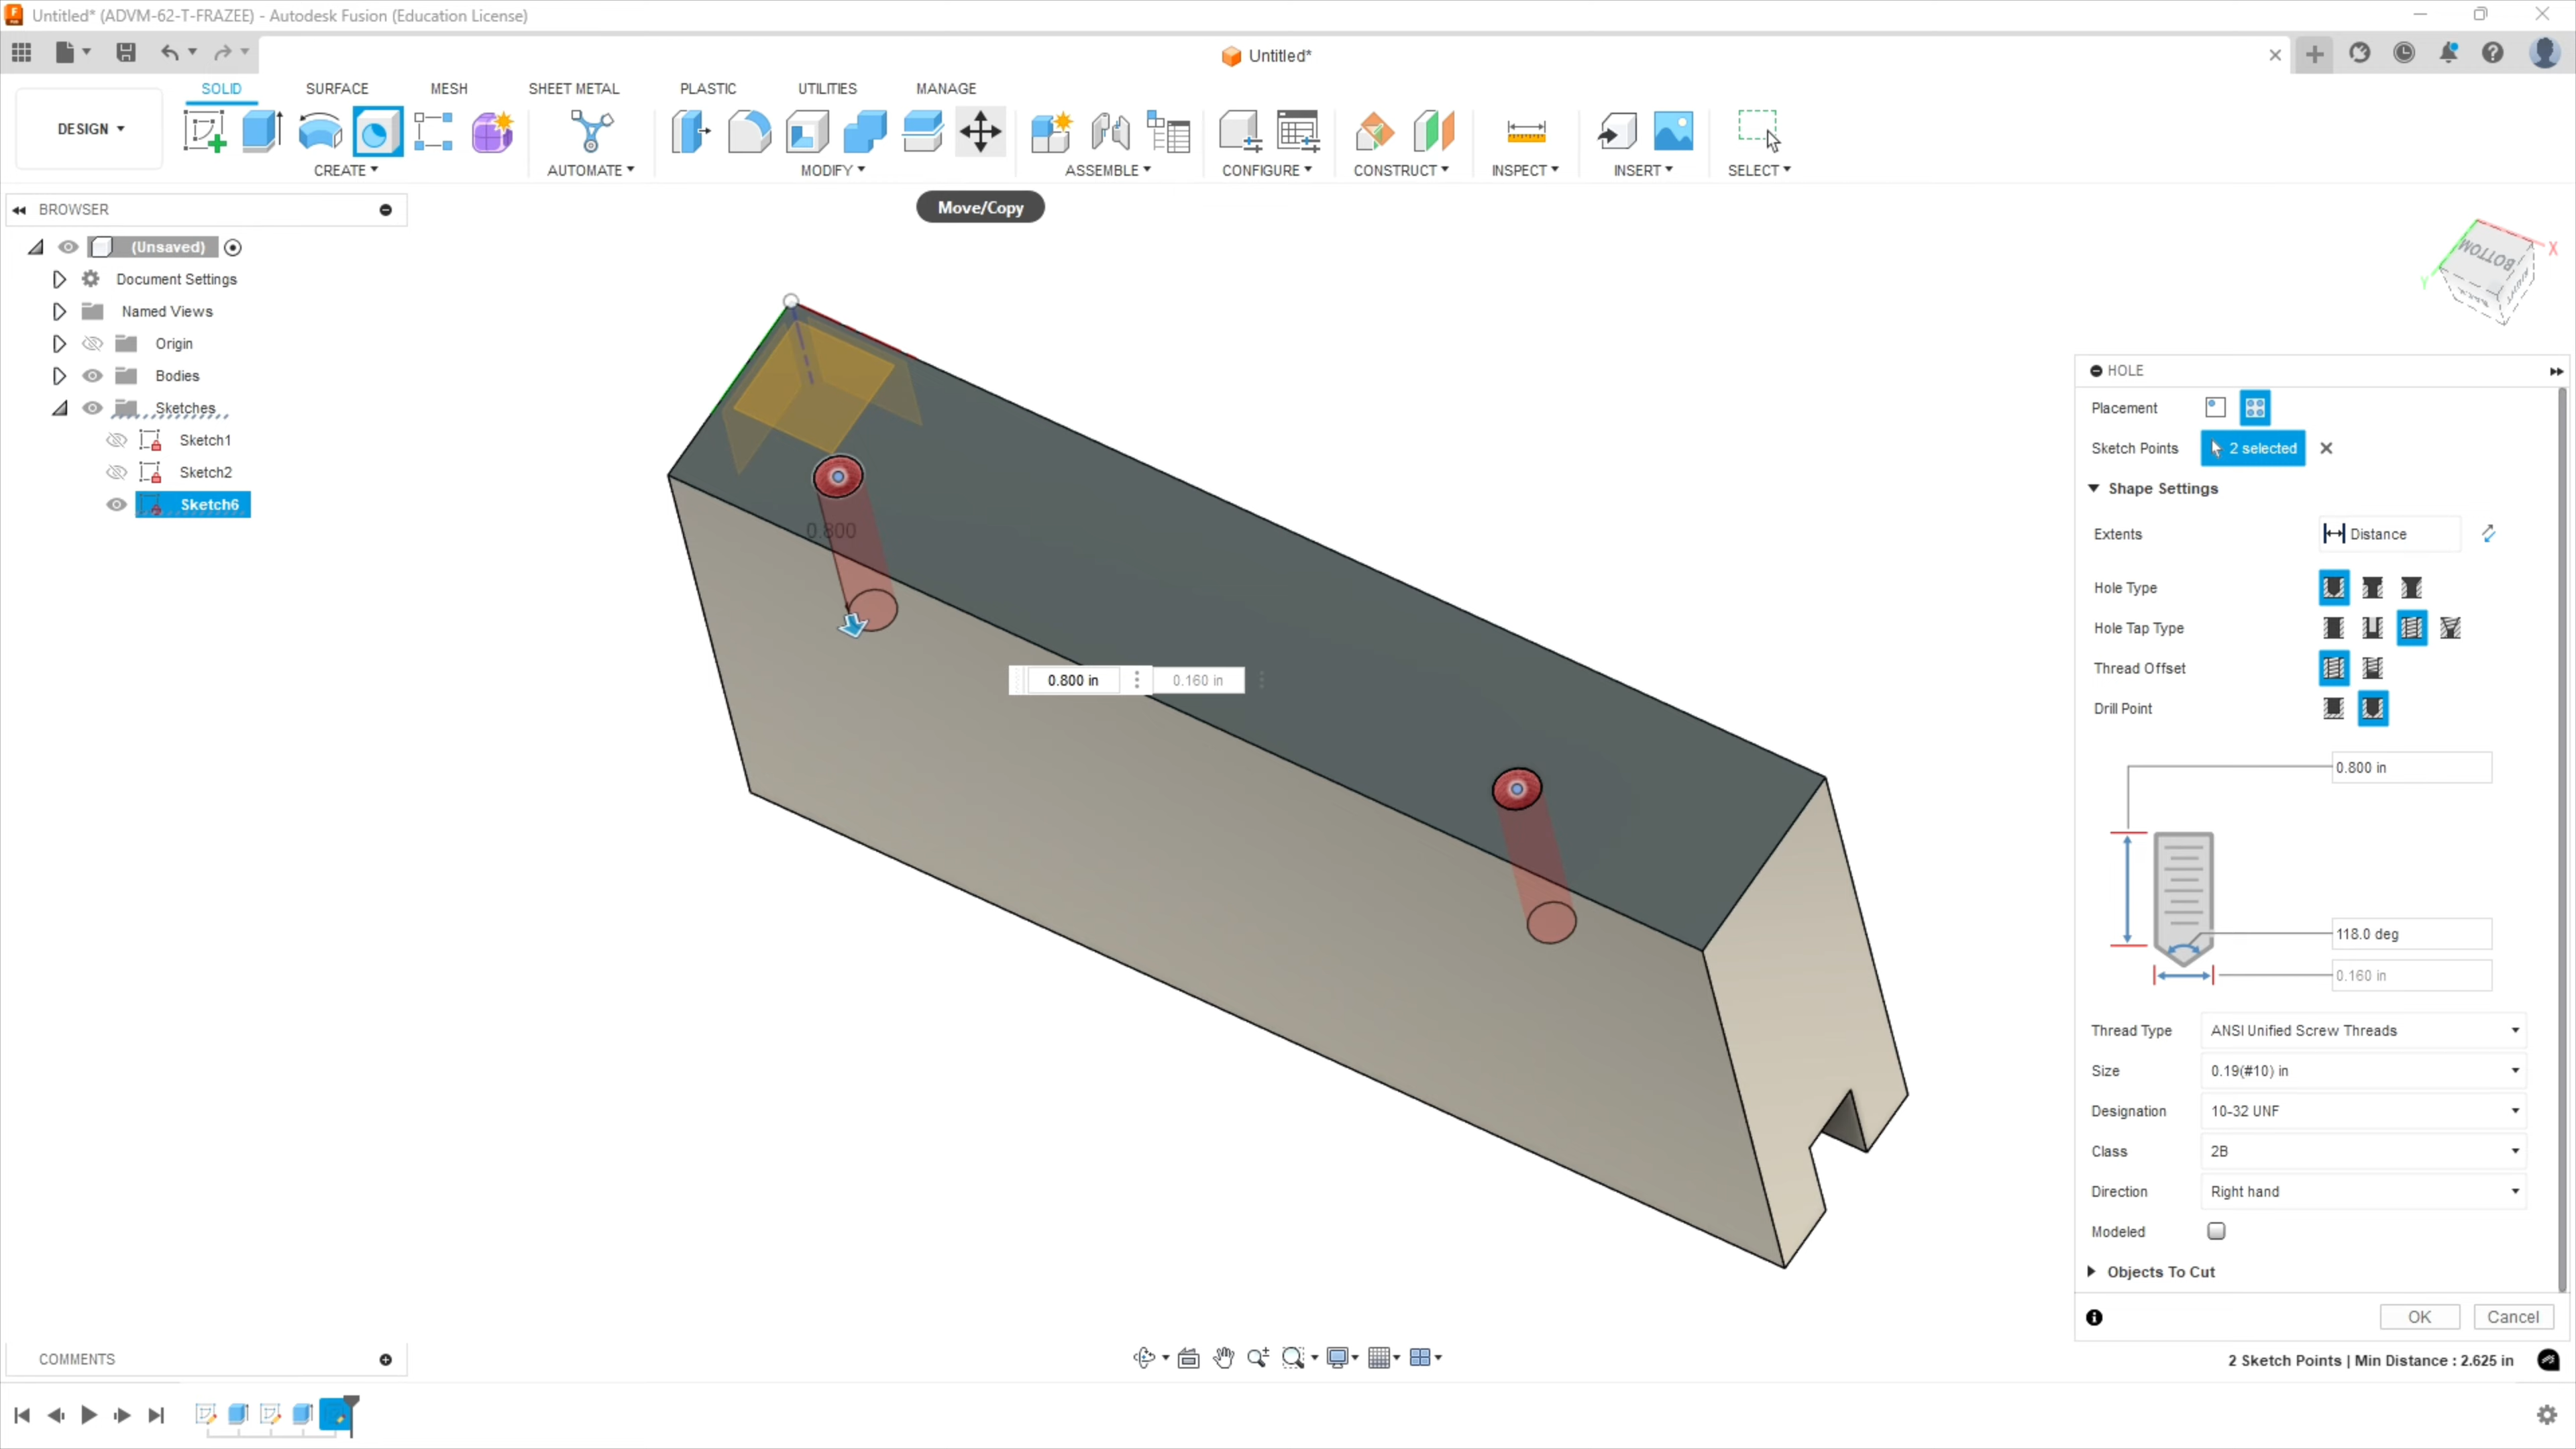 Untitled* (ADVM-62-T-FRAZEE) - Autodesk Fusion (Education License)
Untitled*
SOLID SURFACE MESH SHEET METAL PLASTIC UTILITIES MANAGE
DESIGN
CREATE AUTOMATE MODIFY ASSEMBLE CONFIGURE CONSTRUCT INSPECT INSERT SELECT
BROWSER
Move/Copy
(Unsaved)
Document Settings
Named Views
Origin
Bodies
Sketches
Sketch1
Sketch2
Sketch6
BOTTOM
X
Y
0.800
0.800 in 0.160 in
HOLE
Placement
Sketch Points 2 selected
Shape Settings
Extents Distance
Hole Type
Hole Tap Type
Thread Offset
Drill Point
0.800 in
118.0 deg
0.160 in
Thread Type ANSI Unified Screw Threads
Size 0.19(#10) in
Designation 10-32 UNF
Class 2B
Direction Right hand
Modeled
Objects To Cut
OK Cancel
COMMENTS
2 Sketch Points | Min Distance : 2.625 in